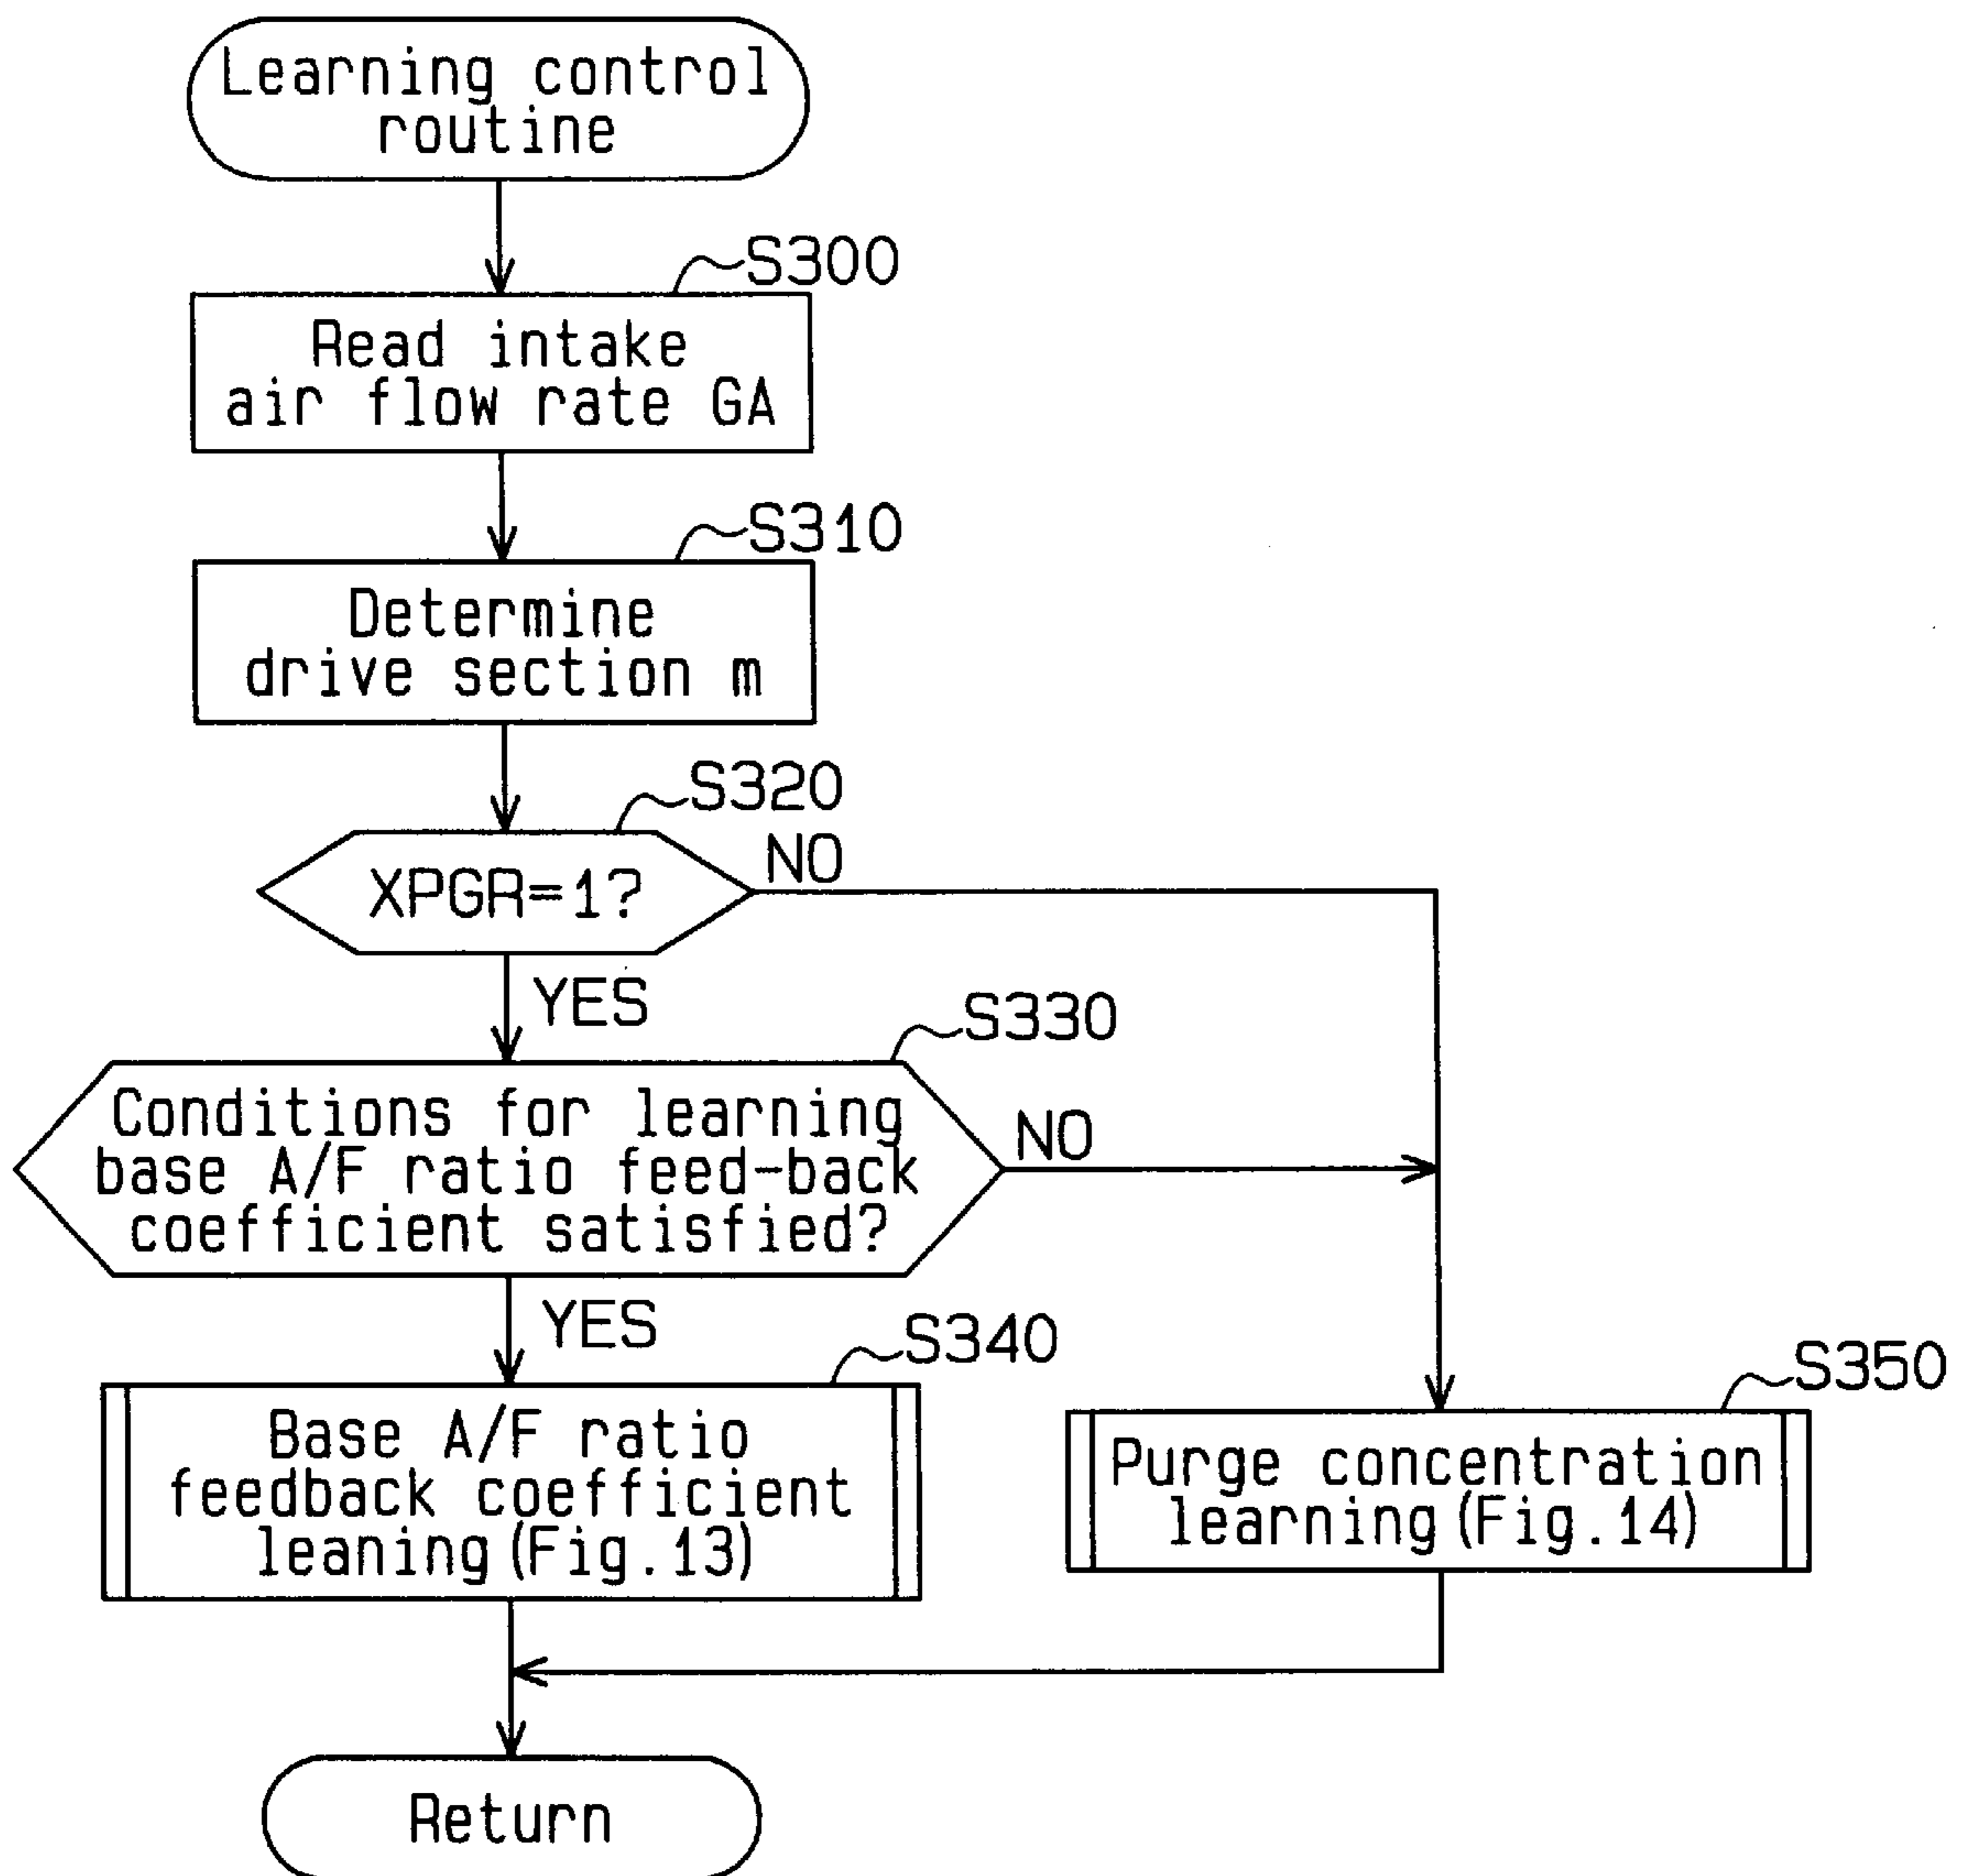 Learning control
routine
S300
Read intake
air flow rate GA
S310
Determine
drive section m
S320
XPGR=1?
NO
YES
S330
Conditions for learning
base A/F ratio feed-back
coefficient satisfied?
NO
YES
S340
Base A/F ratio
feedback coefficient
leaning(Fig.13)
S350
Purge concentration
learning(Fig.14)
Return